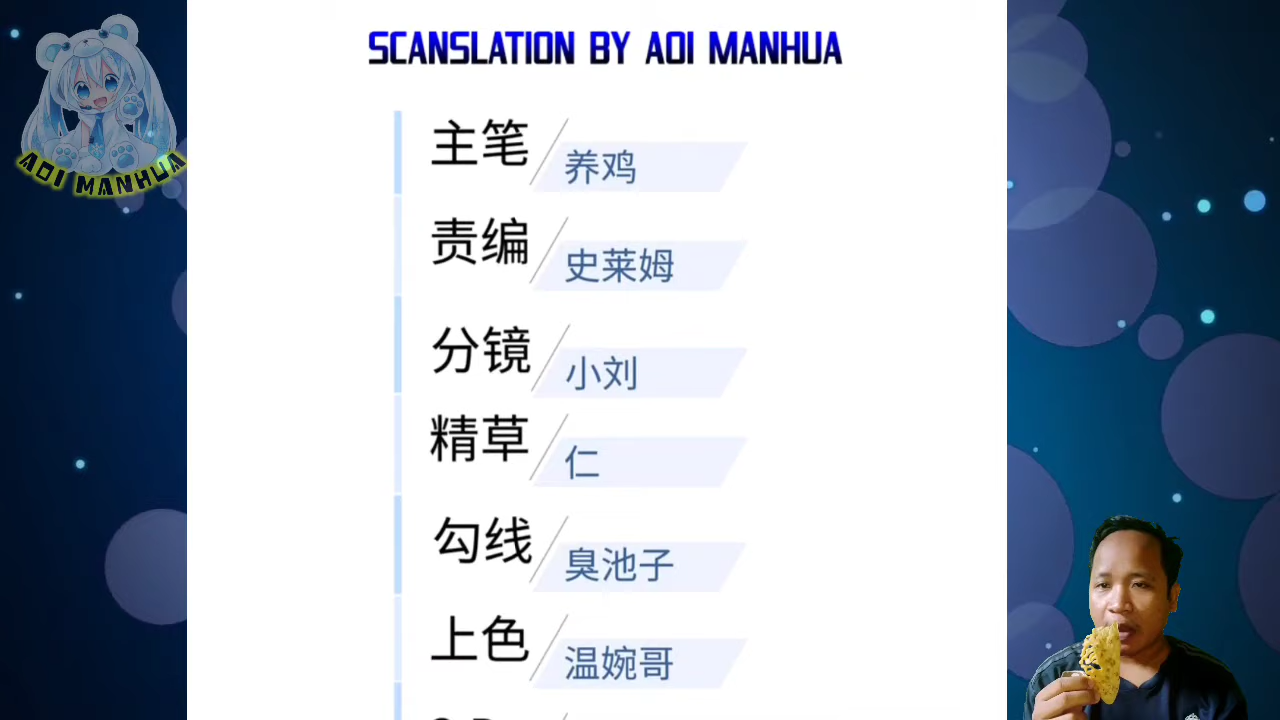 SCANSLATION BY AOI MANHUA
AOI MANHUA
主笔 养鸡
责编 史莱姆
分镜 小刘
精草 仁
勾线 臭池子
上色 温婉哥